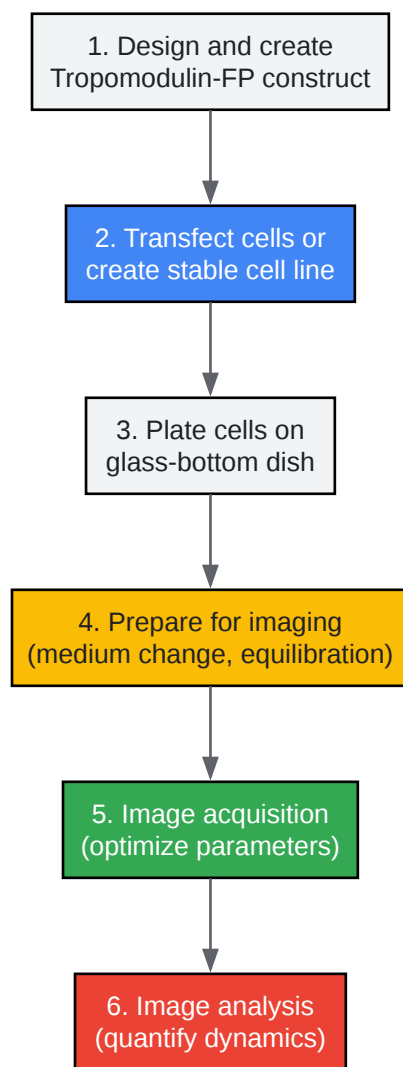 1. Design and create
Tropomodulin-FP construct
2. Transfect cells or
create stable cell line
3. Plate cells on
glass-bottom dish
4. Prepare for imaging
(medium change, equilibration)
5. Image acquisition
(optimize parameters)
6. Image analysis
(quantify dynamics)